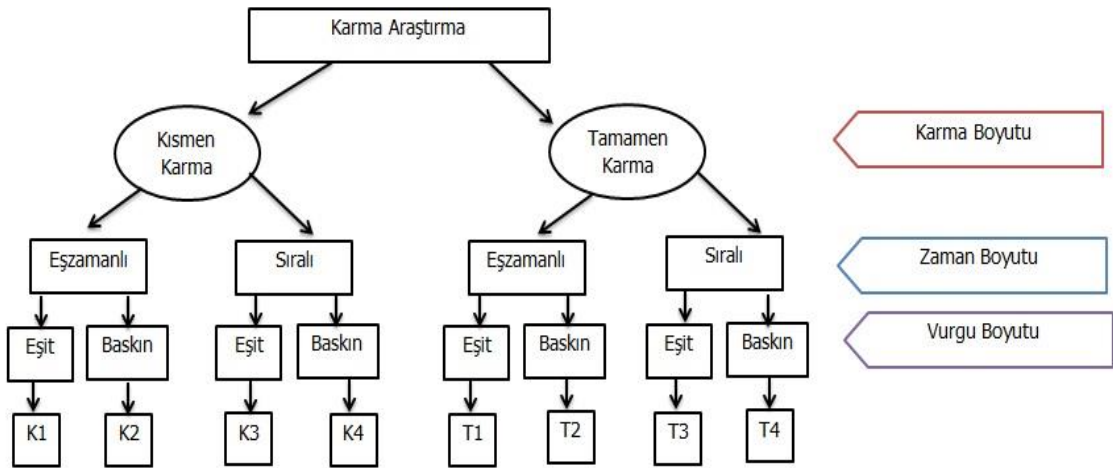 Karma Araştırma
Kısmen
Karma
Tamamen
Karma
Karma Boyutu
Eşzamanlı
Sıralı
Eşzamanlı
Sıralı
Zaman Boyutu
Eşit
Baskın
Eşit
Baskın
Eşit
Baskın
Eşit
Baskın
Vurgu Boyutu
K1
K2
K3
K4
T1
T2
T3
T4